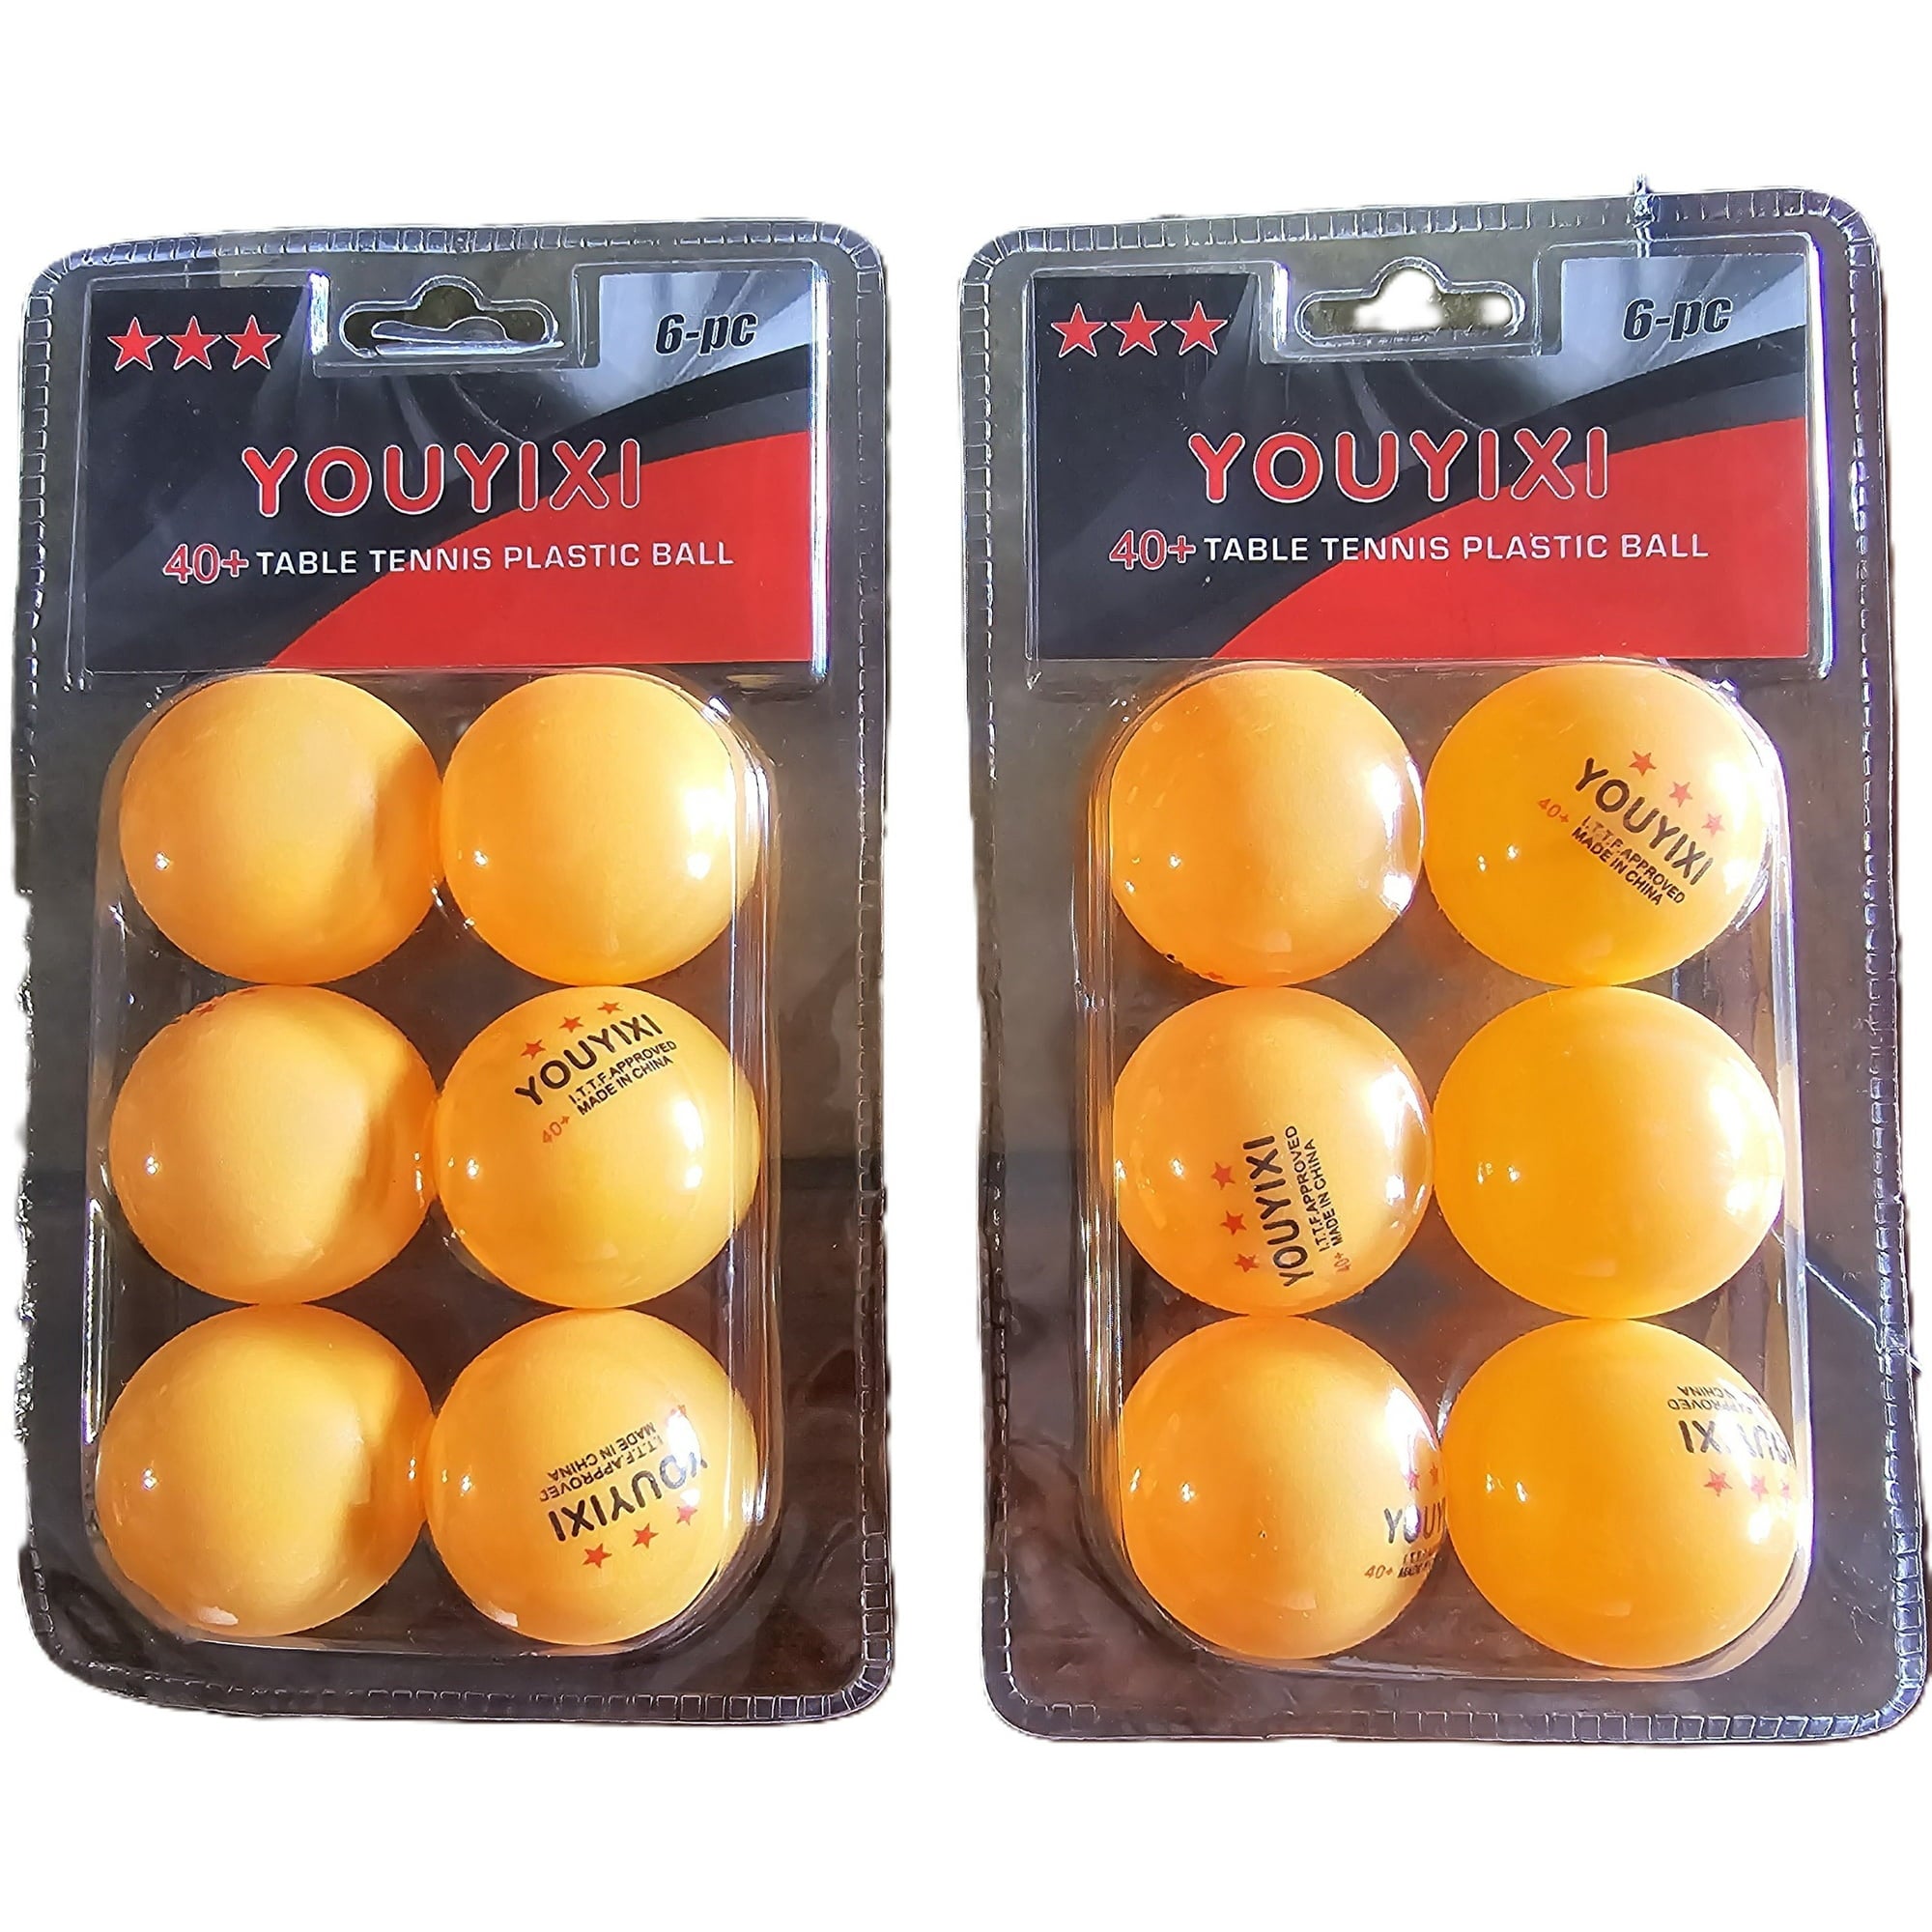 6-pc
YOUYIXI
40+ TABLE TENNIS PLASTIC BALL
YOUYIXI
I.T.T.F.APPROVED
40+ MADE IN CHINA
MADE IN CHINA
I.T.T.F.APPROVED
YOUYIXI
6-pc
YOUYIXI
40+ TABLE TENNIS PLASTIC BALL
YOUYIXI
40+ I.T.T.F.APPROVED
MADE IN CHINA
YOUYIXI
I.T.T.F.APPROVED
40+ MADE IN CHINA
40+
APPROVED